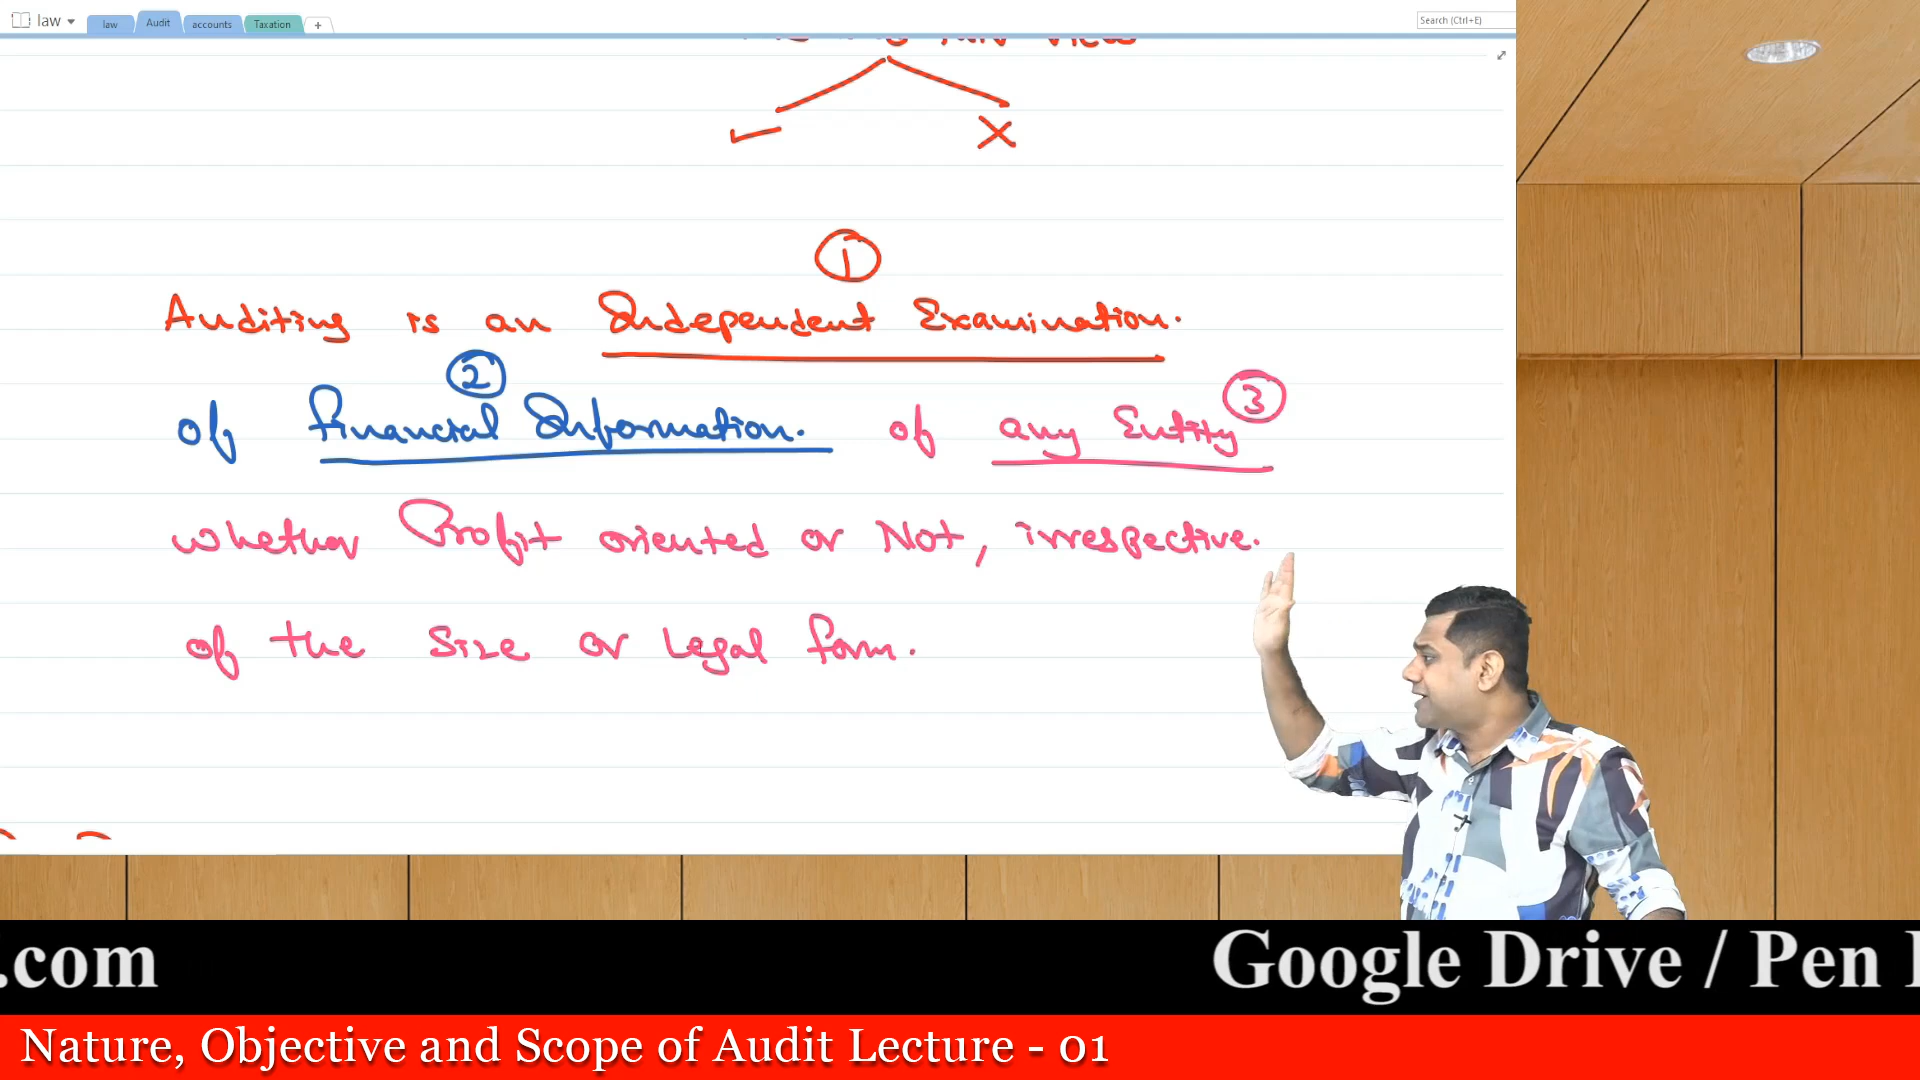 law
law Audit accounts Taxation +
Search (Ctrl+E)
View
1
Auditing is an Independent Examination.
2
3
of financial Information. of any Entity
whether Profit oriented or Not, irrespective.
of the Size or Legal form.
.com
Google Drive / Pen
Nature, Objective and Scope of Audit Lecture - 01